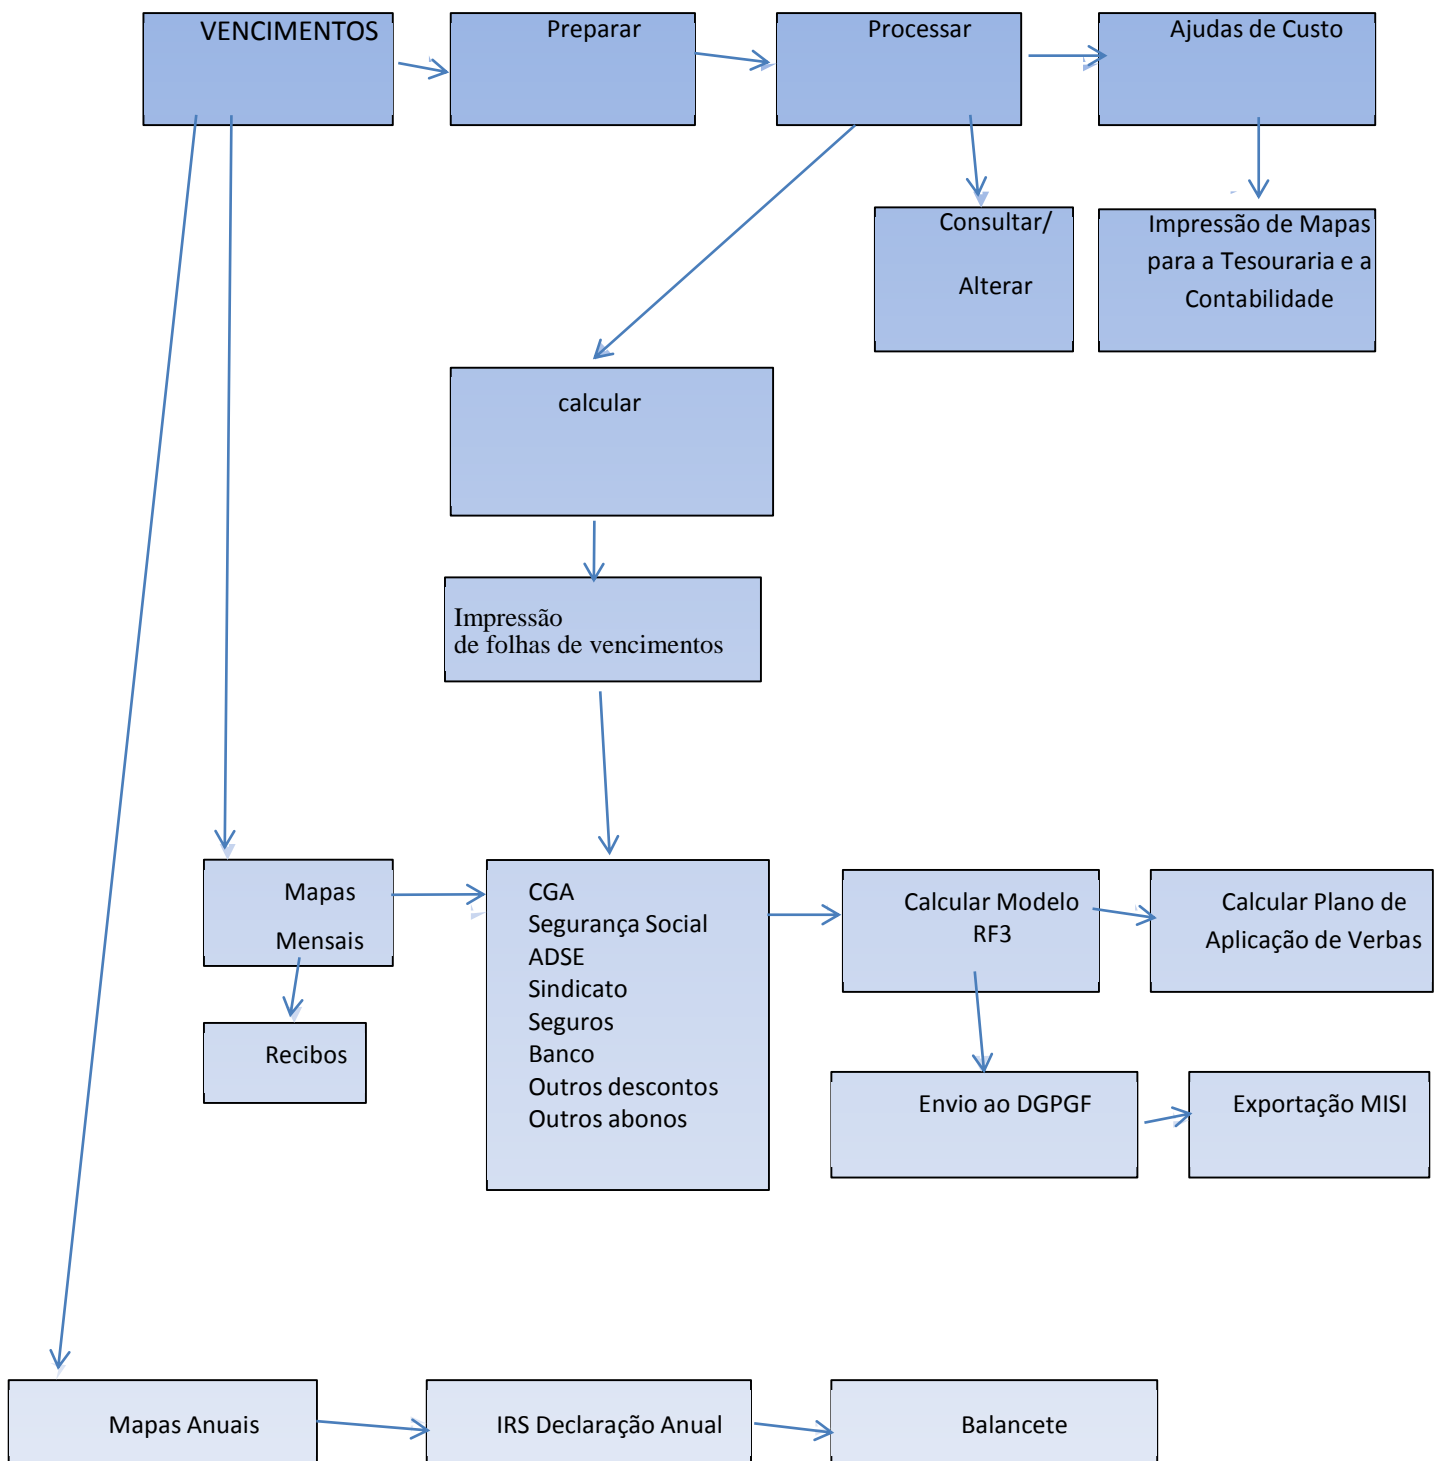 VENCIMENTOS
Preparar
Processar
Ajudas de Custo
Consultar/
Alterar
Impressão de Mapas
para a Tesouraria e a
Contabilidade
calcular
Impressão
de folhas de vencimentos
Mapas
Mensais
Recibos
CGA
Segurança Social
ADSE
Sindicato
Seguros
Banco
Outros descontos
Outros abonos
Calcular Modelo
RF3
Calcular Plano de
Aplicação de Verbas
Envio ao DGPGF
Exportação MISI
Mapas Anuais
IRS Declaração Anual
Balancete